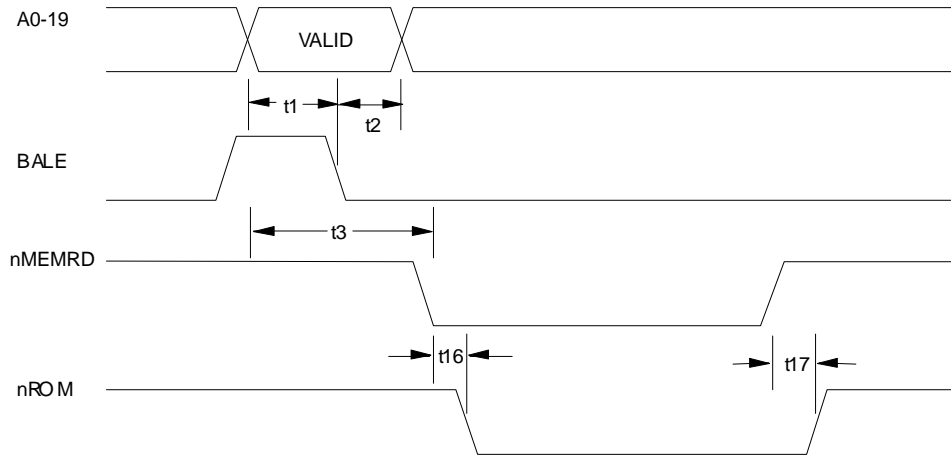 A0-19
VALID
t1
t2
BALE
t3
nMEMRD
t16
t17
nROM